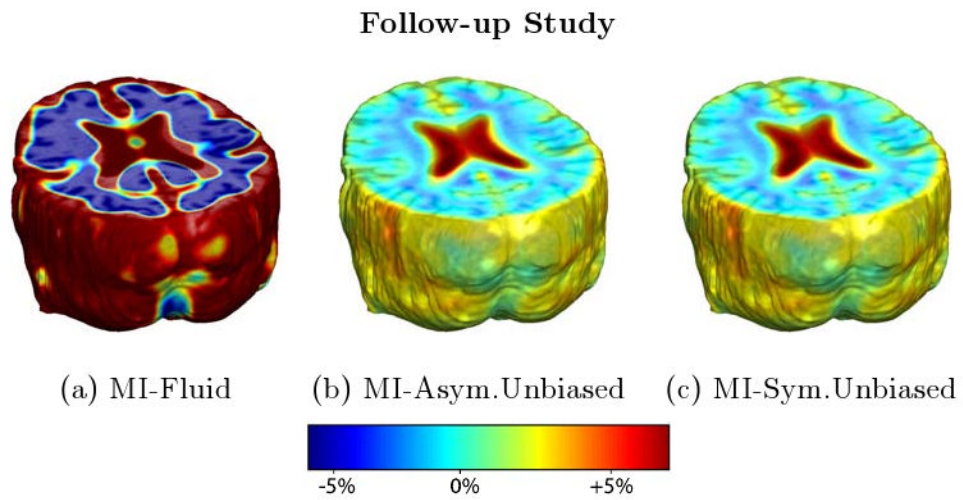 Follow-up Study
(a) MI-Fluid
(b) MI-Asym.Unbiased
(c) MI-Sym.Unbiased
-5%
0%
+5%